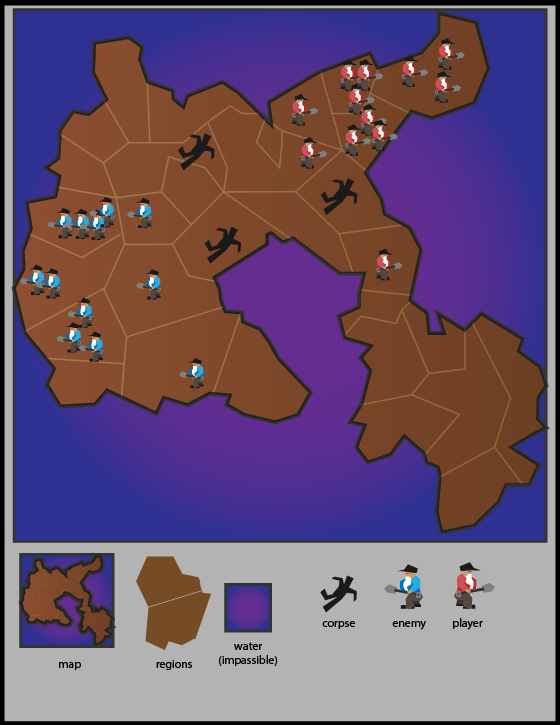 map
regions
water
(impassible)
corpse
enemy
player